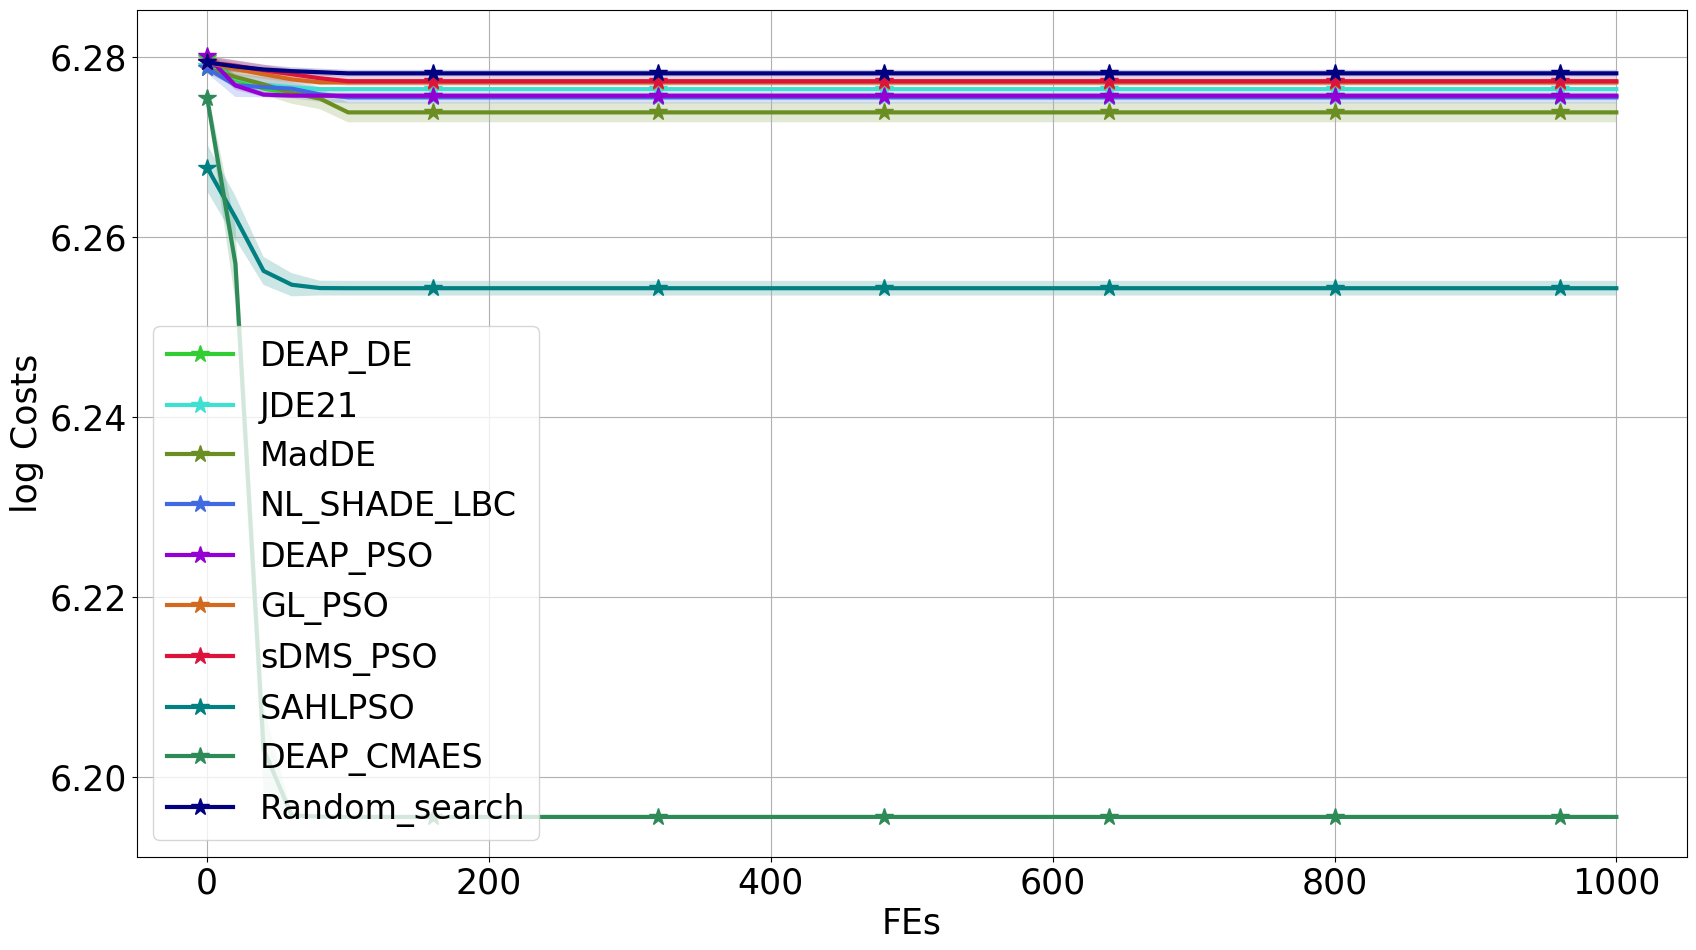 log Costs
6.28
6.26
6.24
6.22
6.20
DEAP_DE
JDE21
MadDE
NL_SHADE_LBC
DEAP_PSO
GL_PSO
sDMS_PSO
SAHLPSO
DEAP_CMAES
Random_search
0 200 400 600 800 1000
FEs